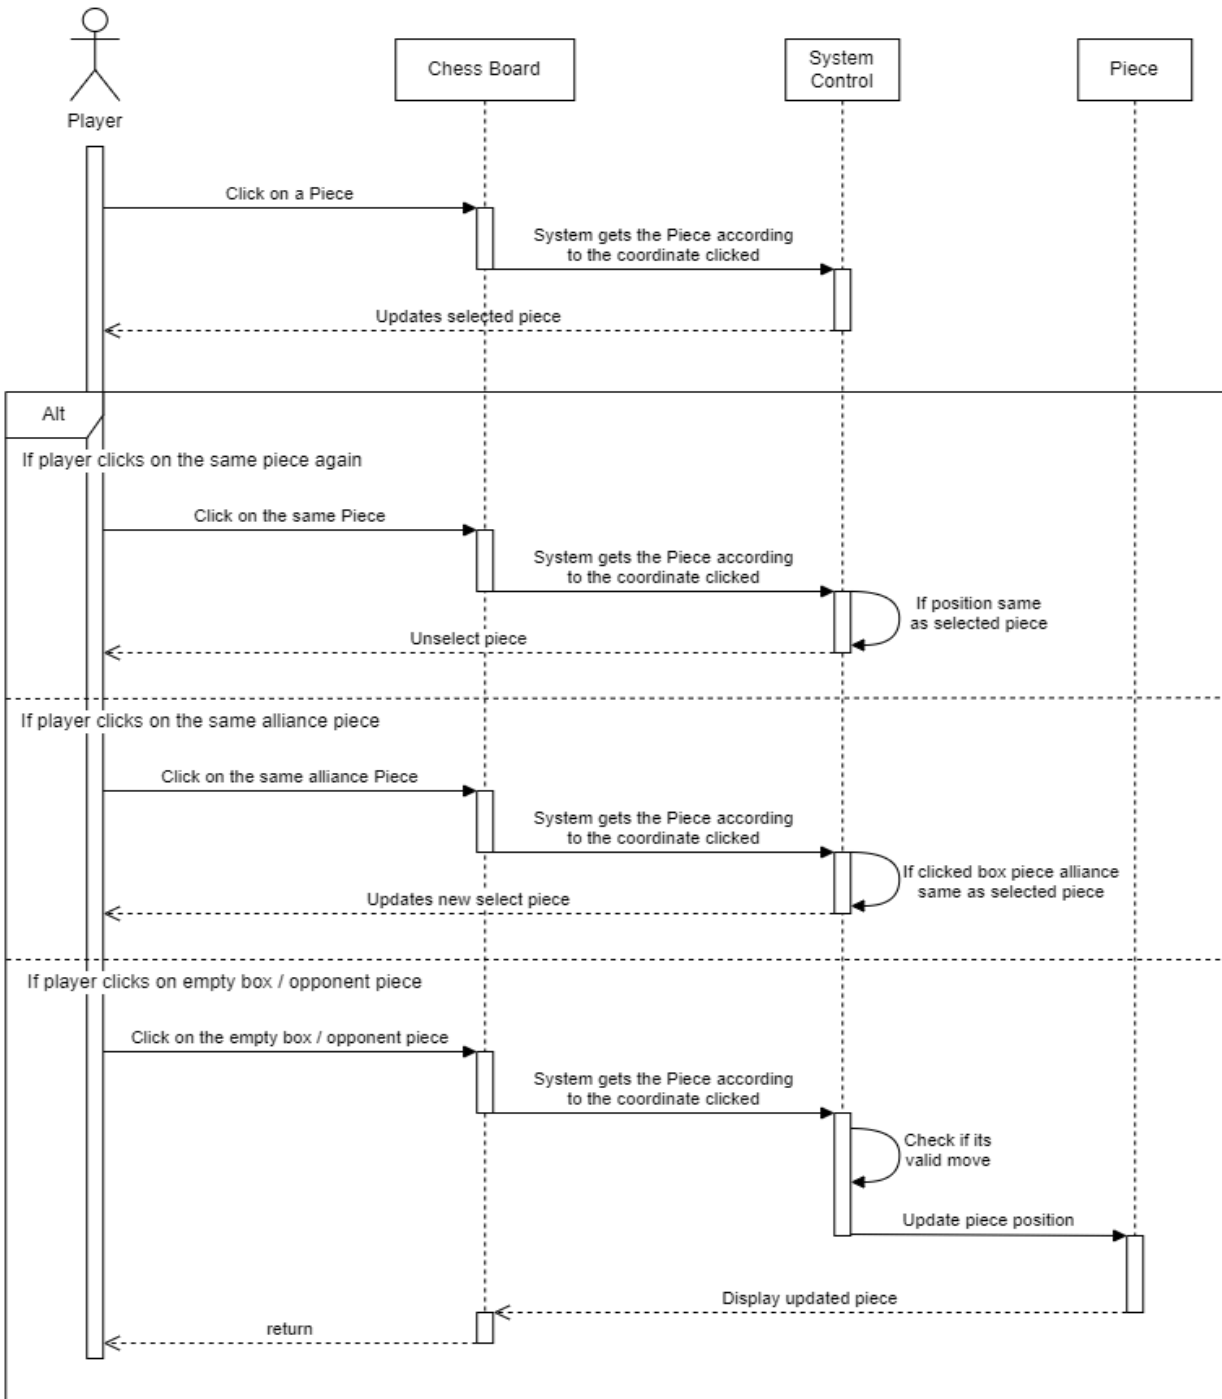 Player
Chess Board
System
Control
Piece
Click on a Piece
System gets the Piece according
to the coordinate clicked
Updates selected piece
Alt
If player clicks on the same piece again
Click on the same Piece
System gets the Piece according
to the coordinate clicked
If position same
as selected piece
Unselect piece
If player clicks on the same alliance piece
Click on the same alliance Piece
System gets the Piece according
to the coordinate clicked
If clicked box piece alliance
same as selected piece
Updates new select piece
If player clicks on empty box / opponent piece
Click on the empty box / opponent piece
System gets the Piece according
to the coordinate clicked
Check if its
valid move
Update piece position
Display updated piece
return